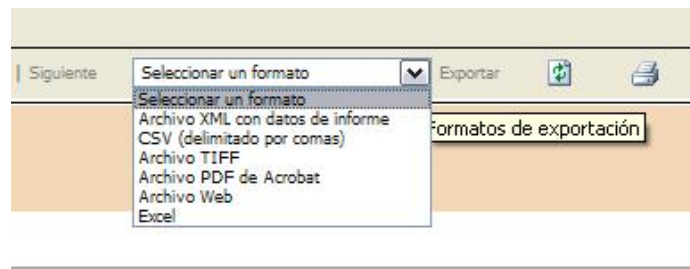 | Siguiente Seleccionar un formato Exportar
Seleccionar un formato
Archivo XML con datos de informe
CSV (delimitado por comas)
Formatos de exportación
Archivo TIFF
Archivo PDF de Acrobat
Archivo Web
Excel